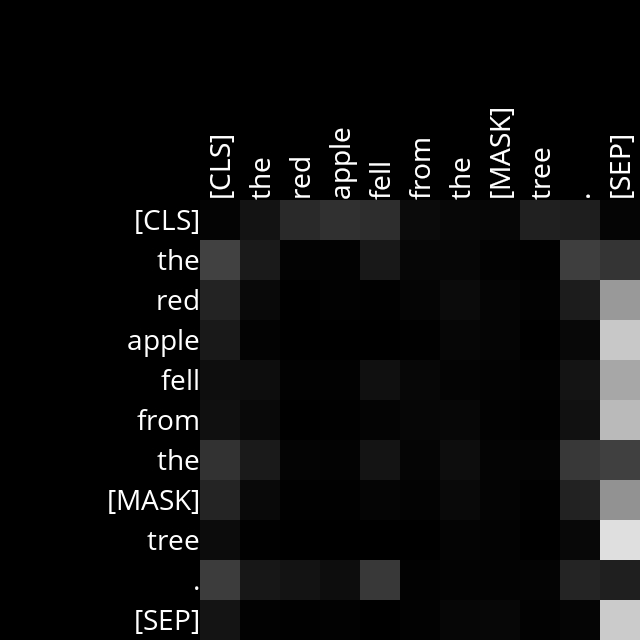 [CLS] the red apple fell from the [MASK] tree . [SEP]
[CLS]
the
red
apple
fell
from
the
[MASK]
tree
.
[SEP]